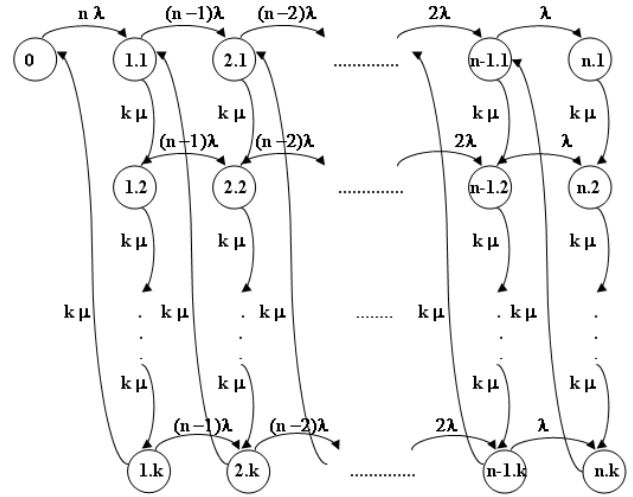 n λ (n –1)λ (n –2)λ 2λ λ
0 1.1 2.1 .............. n-1.1 n.1
k μ k μ k μ k μ
(n –1)λ (n –2)λ 2λ λ
1.2 2.2 .............. n-1.2 n.2
k μ k μ k μ k μ
k μ k μ k μ ........ k μ k μ
k μ k μ k μ k μ
(n –1)λ (n –2)λ 2λ λ
1.k 2.k .............. n-1.k n.k